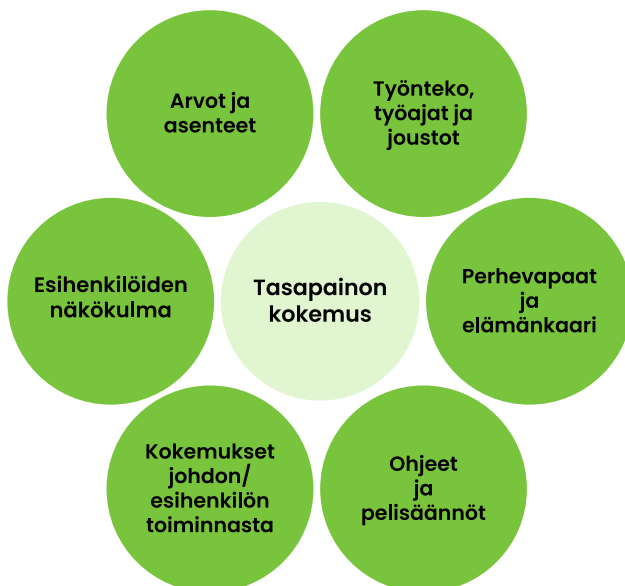 Arvot ja
asenteet
Työnteko,
työajat ja
joustot
Esihenkilöiden
näkökulma
Tasapainon
kokemus
Perhevapaat
ja
elämänkaari
Kokemukset
johdon/
esihenkilön
toiminnasta
Ohjeet
ja
pelisäännöt